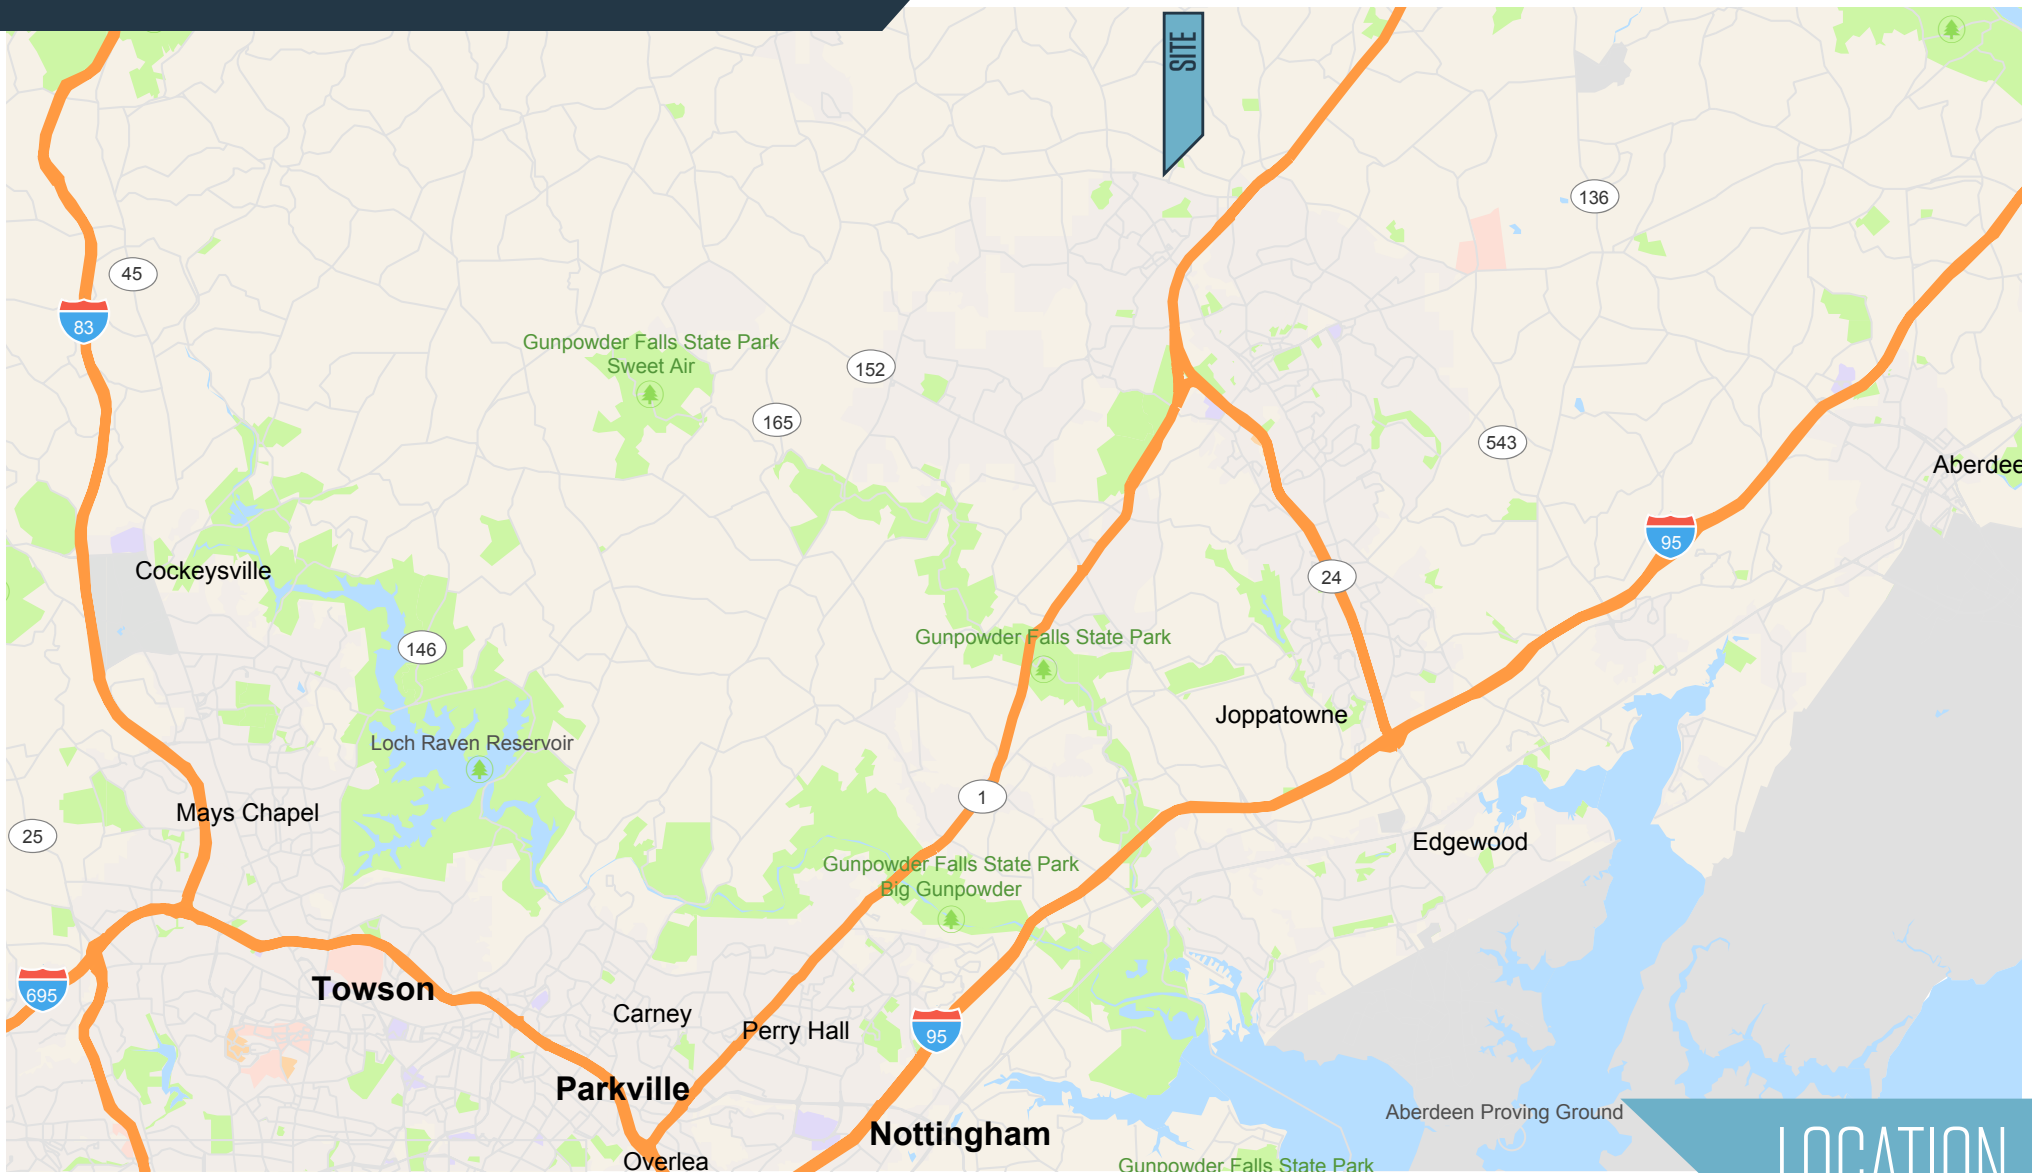 SITE
136
45
83
Gunpowder Falls State Park
Sweet Air
152
165
543
Aberdee
95
Cockeysville
24
146
Gunpowder Falls State Park
Joppatowne
Loch Raven Reservoir
1
Mays Chapel
25
Edgewood
Gunpowder Falls State Park
Big Gunpowder
695
Towson
Carney
Perry Hall
95
Parkville
Aberdeen Proving Ground
Nottingham
LOCATION
Overlea
Gunpowder Falls State Park